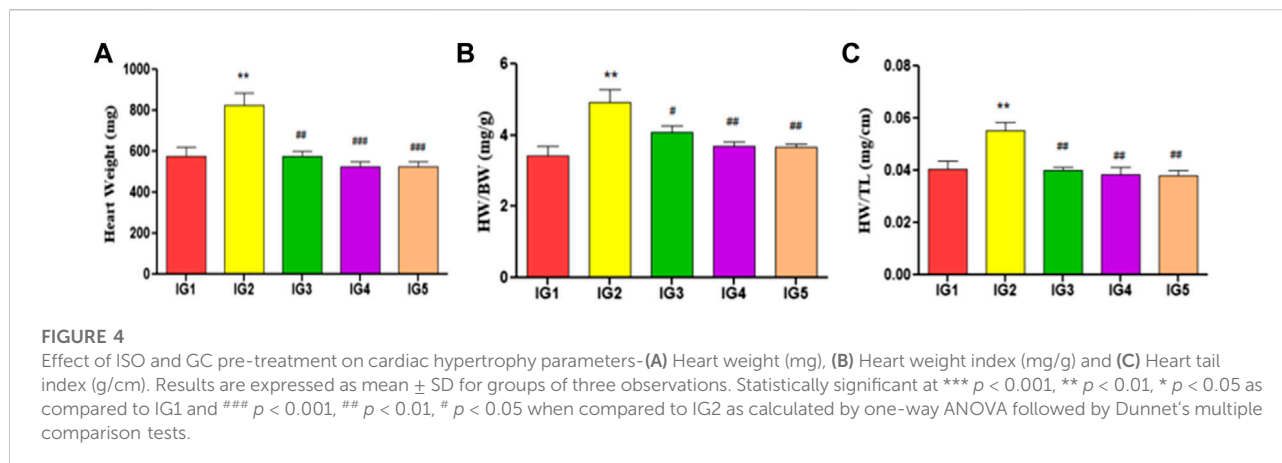 A
Heart Weight (mg)
1000
800
600
400
200
0
**
##
###
###
IG1 IG2 IG3 IG4 IG5
B
HW/BW (mg/g)
6
4
2
0
**
#
##
##
IG1 IG2 IG3 IG4 IG5
C
HW/TL (mg/cm)
0.08
0.06
0.04
0.02
0.00
**
##
##
##
IG1 IG2 IG3 IG4 IG5
FIGURE 4
Effect of ISO and GC pre-treatment on cardiac hypertrophy parameters-(A) Heart weight (mg), (B) Heart weight index (mg/g) and (C) Heart tail
index (g/cm). Results are expressed as mean ± SD for groups of three observations. Statistically significant at *** p < 0.001, ** p < 0.01, * p < 0.05 as
compared to IG1 and ### p < 0.001, ## p < 0.01, # p < 0.05 when compared to IG2 as calculated by one-way ANOVA followed by Dunnet's multiple
comparison tests.